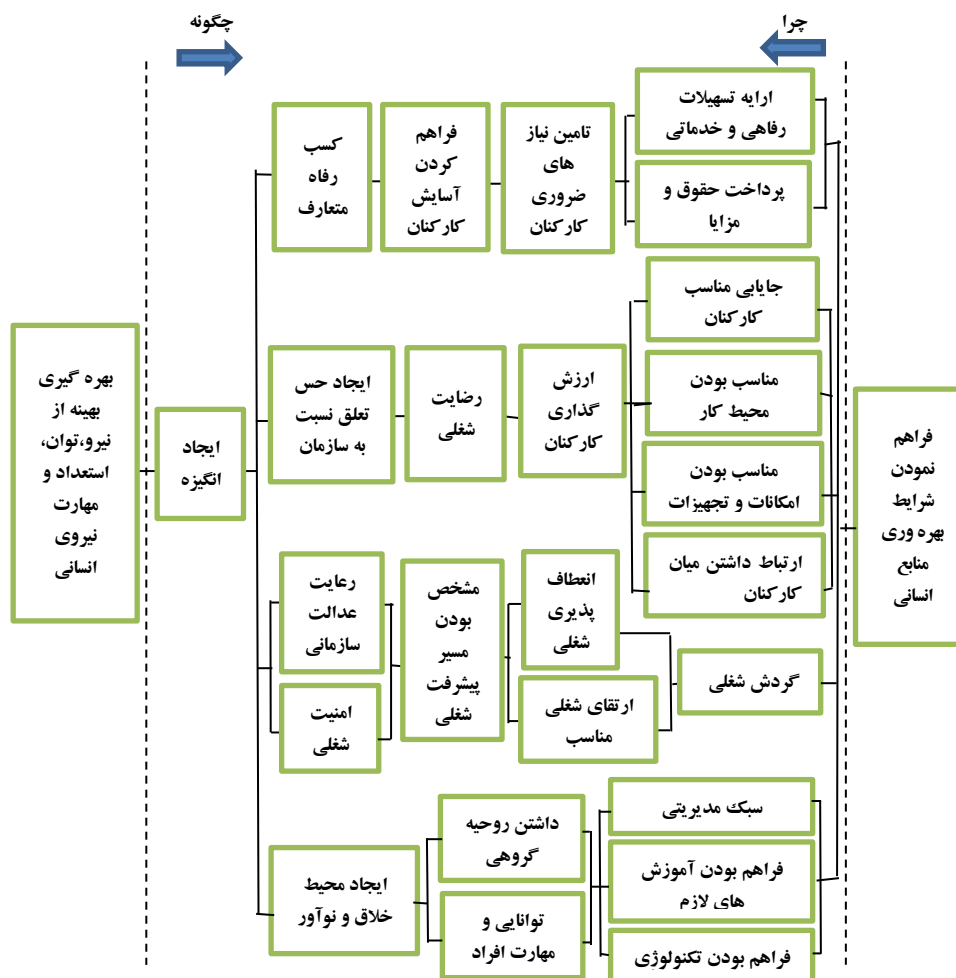 چرا
چگونه
ارایه تسهیلات
رفاهی و خدماتی
پرداخت حقوق و
مزایا
تامین نیاز
های
ضروری
کارکنان
فراهم
کردن
آسایش
کارکنان
کسب
رفاه
متعارف
جایابی مناسب
کارکنان
مناسب بودن
محیط کار
مناسب بودن
امکانات و تجهیزات
ارتباط داشتن میان
کارکنان
ارزش
گذاری
کارکنان
رضایت
شغلی
ایجاد حس
تعلق نسبت
به سازمان
گردش شغلی
انعطاف
پذیری
شغلی
ارتقای شغلی
مناسب
مشخص
بودن
مسیر
پیشرفت
شغلی
رعایت
عدالت
سازمانی
امنیت
شغلی
سبک مدیریتی
فراهم بودن آموزش
های لازم
فراهم بودن تکنولوژی
داشتن روحیه
گروهی
توانایی و
مهارت افراد
ایجاد محیط
خلاق و نوآور
فراهم
نمودن
شرایط
بهره وری
منابع
انسانی
ایجاد
انگیزه
بهره گیری
بهینه از
نیرو،توان،
استعداد و
مهارت
نیروی
انسانی